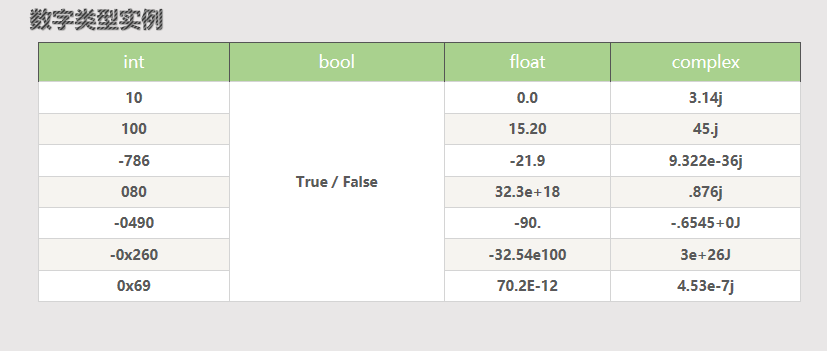 数字类型实例
int bool float complex
10 0.0 3.14j
100 15.20 45.j
-786 -21.9 9.322e-36j
True / False
080 32.3e+18 .876j
-0490 -90. -.6545+0J
-0x260 -32.54e100 3e+26J
0x69 70.2E-12 4.53e-7j